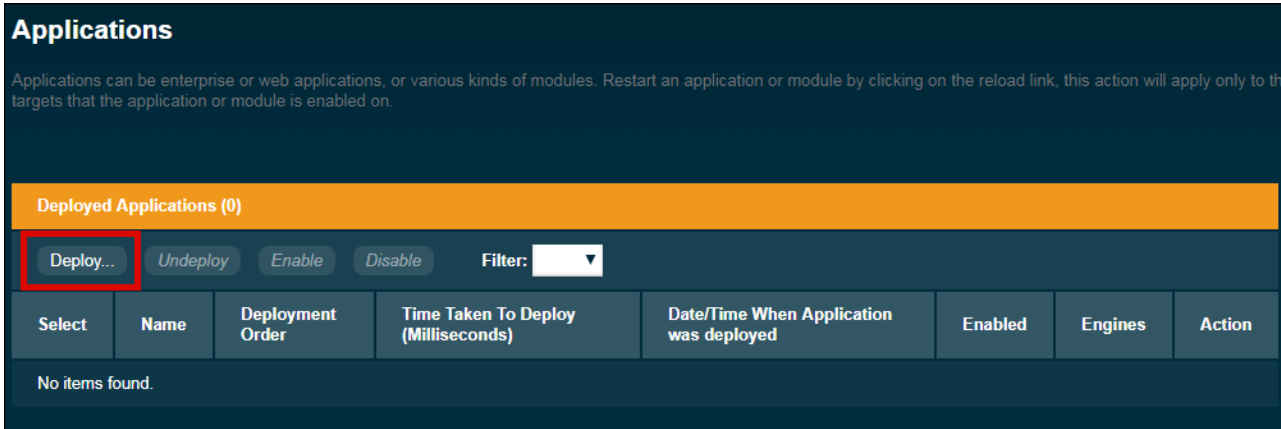 Applications
Applications can be enterprise or web applications, or various kinds of modules. Restart an application or module by clicking on the reload link, this action will apply only to th
targets that the application or module is enabled on.
Deployed Applications (0)
Deploy... Undeploy Enable Disable Filter:
Select Name Deployment Order Time Taken To Deploy (Milliseconds) Date/Time When Application was deployed Enabled Engines Action
No items found.